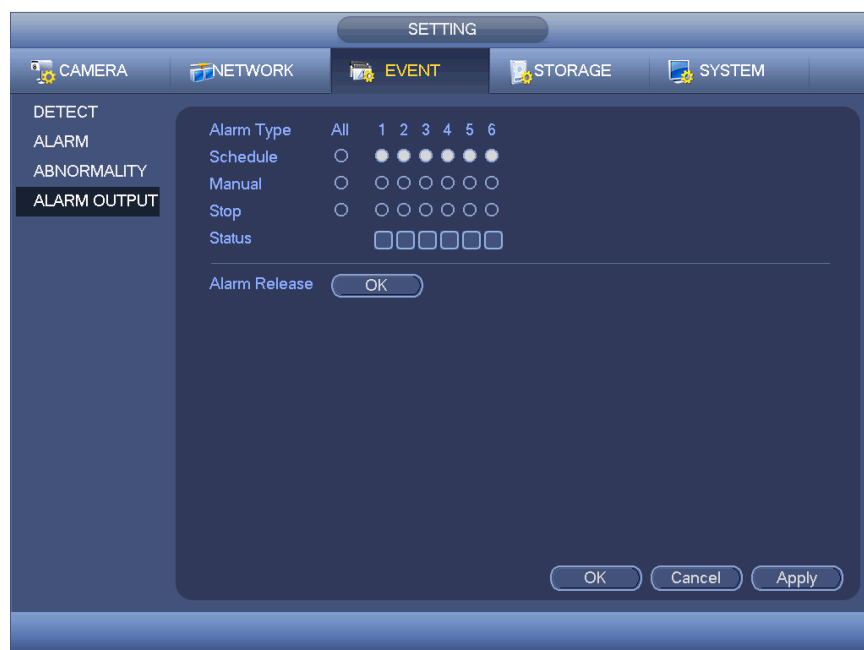 SETTING
CAMERA NETWORK EVENT STORAGE SYSTEM
DETECT
ALARM
ABNORMALITY
ALARM OUTPUT
Alarm Type All 1 2 3 4 5 6
Schedule
Manual
Stop
Status
Alarm Release OK
OK Cancel Apply